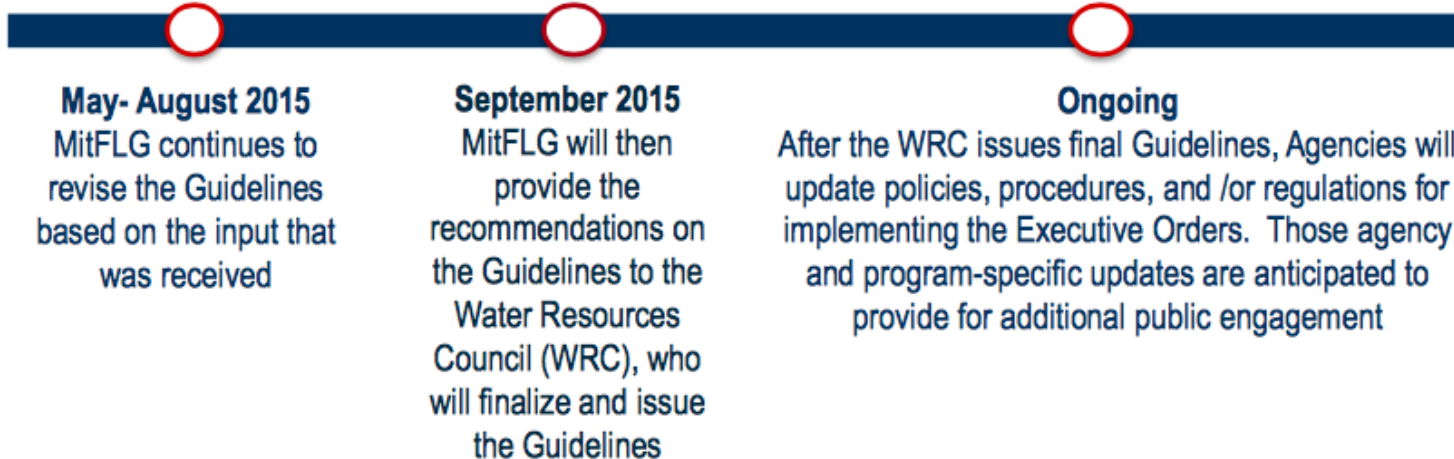 May- August 2015
MitFLG continues to
revise the Guidelines
based on the input that
was received
September 2015
MitFLG will then
provide the
recommendations on
the Guidelines to the
Water Resources
Council (WRC), who
will finalize and issue
the Guidelines
Ongoing
After the WRC issues final Guidelines, Agencies will
update policies, procedures, and /or regulations for
implementing the Executive Orders. Those agency
and program-specific updates are anticipated to
provide for additional public engagement